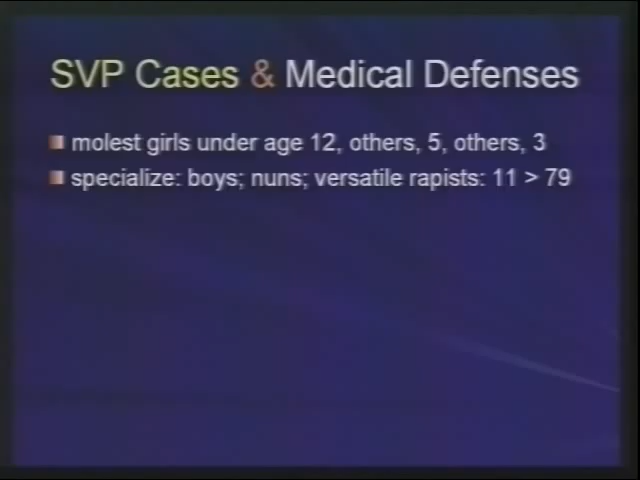 SVP Cases & Medical Defenses
molest girls under age 12, others, 5, others, 3
specialize: boys; nuns; versatile rapists: 11 > 79